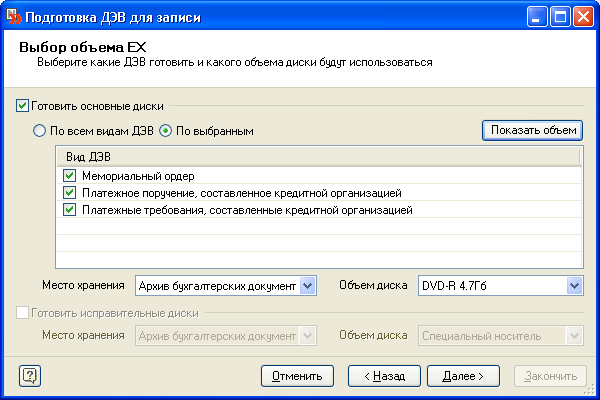 Подготовка ДЭВ для записи
Выбор объема ЕХ
Выберите какие ДЭВ готовить и какого объема диски будут использоваться
Готовить основные диски
По всем видам ДЭВ По выбранным Показать объем
Вид ДЭВ
Мемориальный ордер
Платежное поручение, составленное кредитной организацией
Платежные требования, составленные кредитной организацией
Место хранения Архив бухгалтерских документ Объем диска DVD-R 4.7Гб
Готовить исправительные диски
Место хранения Архив бухгалтерских документ Объем диска Специальный носитель
? Отменить < Назад Далее > Закончить